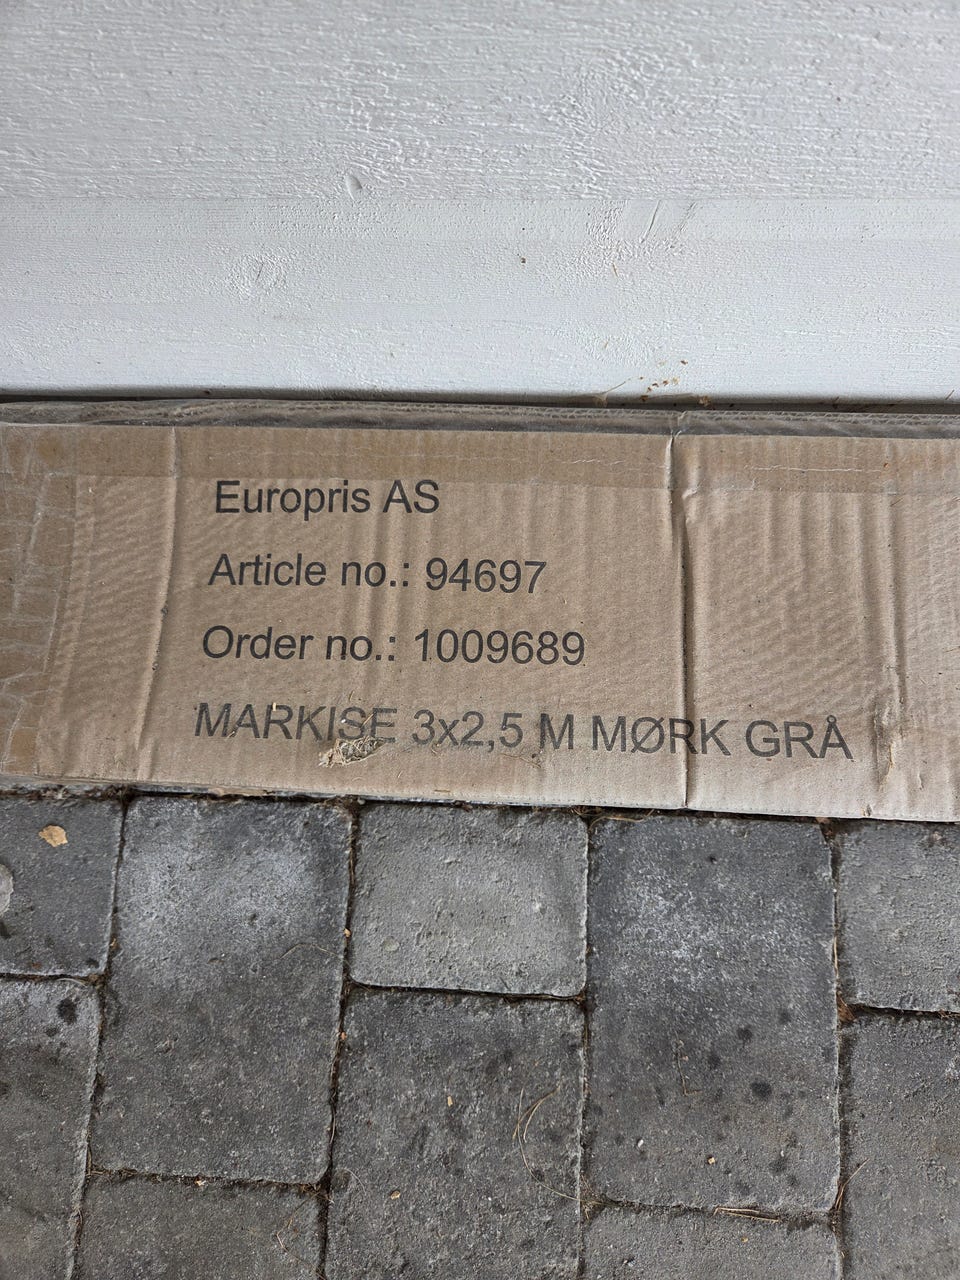 Europris AS
Article no.: 94697
Order no.: 1009689
MARKISE 3x2,5 M MØRK GRÅ